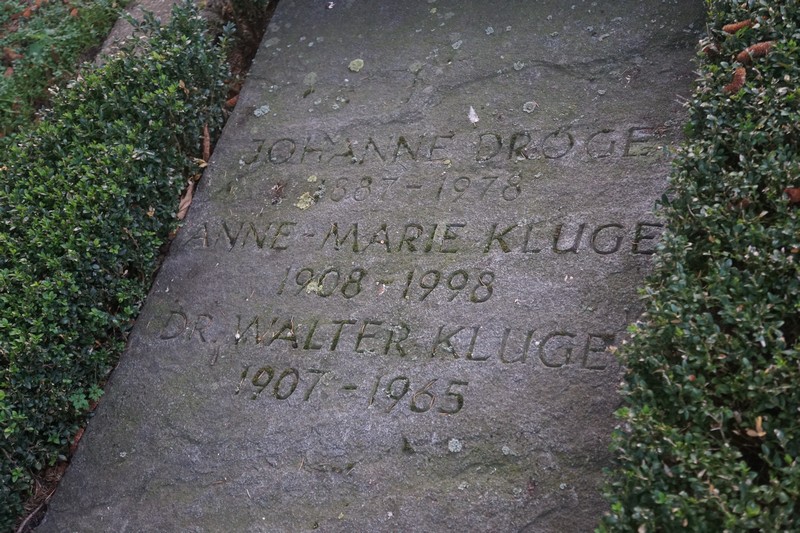 JOHANNE DRÖGE
1887-1978
ANNE-MARIE KLUGE
1908-1998
DR. WALTER KLUGE
1907-1965